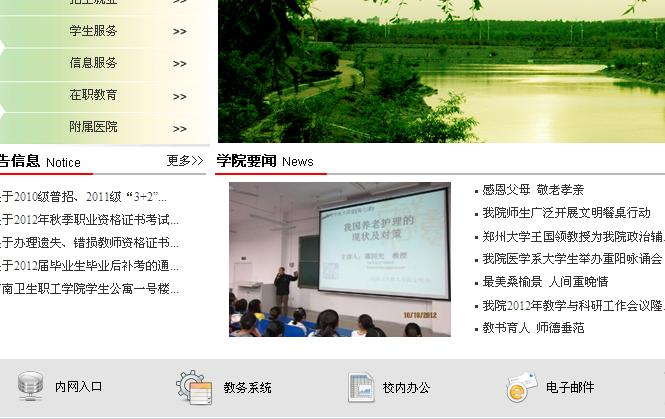 招生就业 >>
学生服务 >>
信息服务 >>
在职教育 >>
附属医院 >>
告信息 Notice 更多>>
于2010级普招、2011级“3+2”...
于2012年秋季职业资格证书考试...
于办理遗失、错损教师资格证书...
于2012届毕业生毕业后补考的通...
南卫生职工学院学生公寓一号楼...
学院要闻 News
我国养老护理的
现状及对策
教授
10/18/2012
感恩父母 敬老孝亲
我院师生广泛开展文明餐桌行动
郑州大学王国领教授为我院政治辅
我院医学系大学生举办重阳咏诵会
最美桑榆景 人间重晚情
我院2012年教学与科研工作会议隆
教书育人 师德垂范
内网入口
教务系统
校内办公
电子邮件